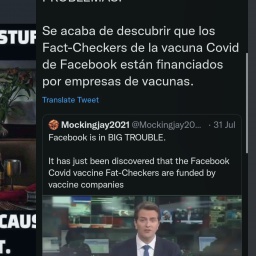 STUF
Se acaba de descubrir que los
Fact-Checkers de la vacuna Covid
de Facebook están financiados
por empresas de vacunas.
Translate Tweet
Mockingjay2021 @Mockingjay20... · 31 Jul
Facebook is in BIG TROUBLE.
It has just been discovered that the Facebook
Covid vaccine Fat-Checkers are funded by
vaccine companies
CAUS
T.